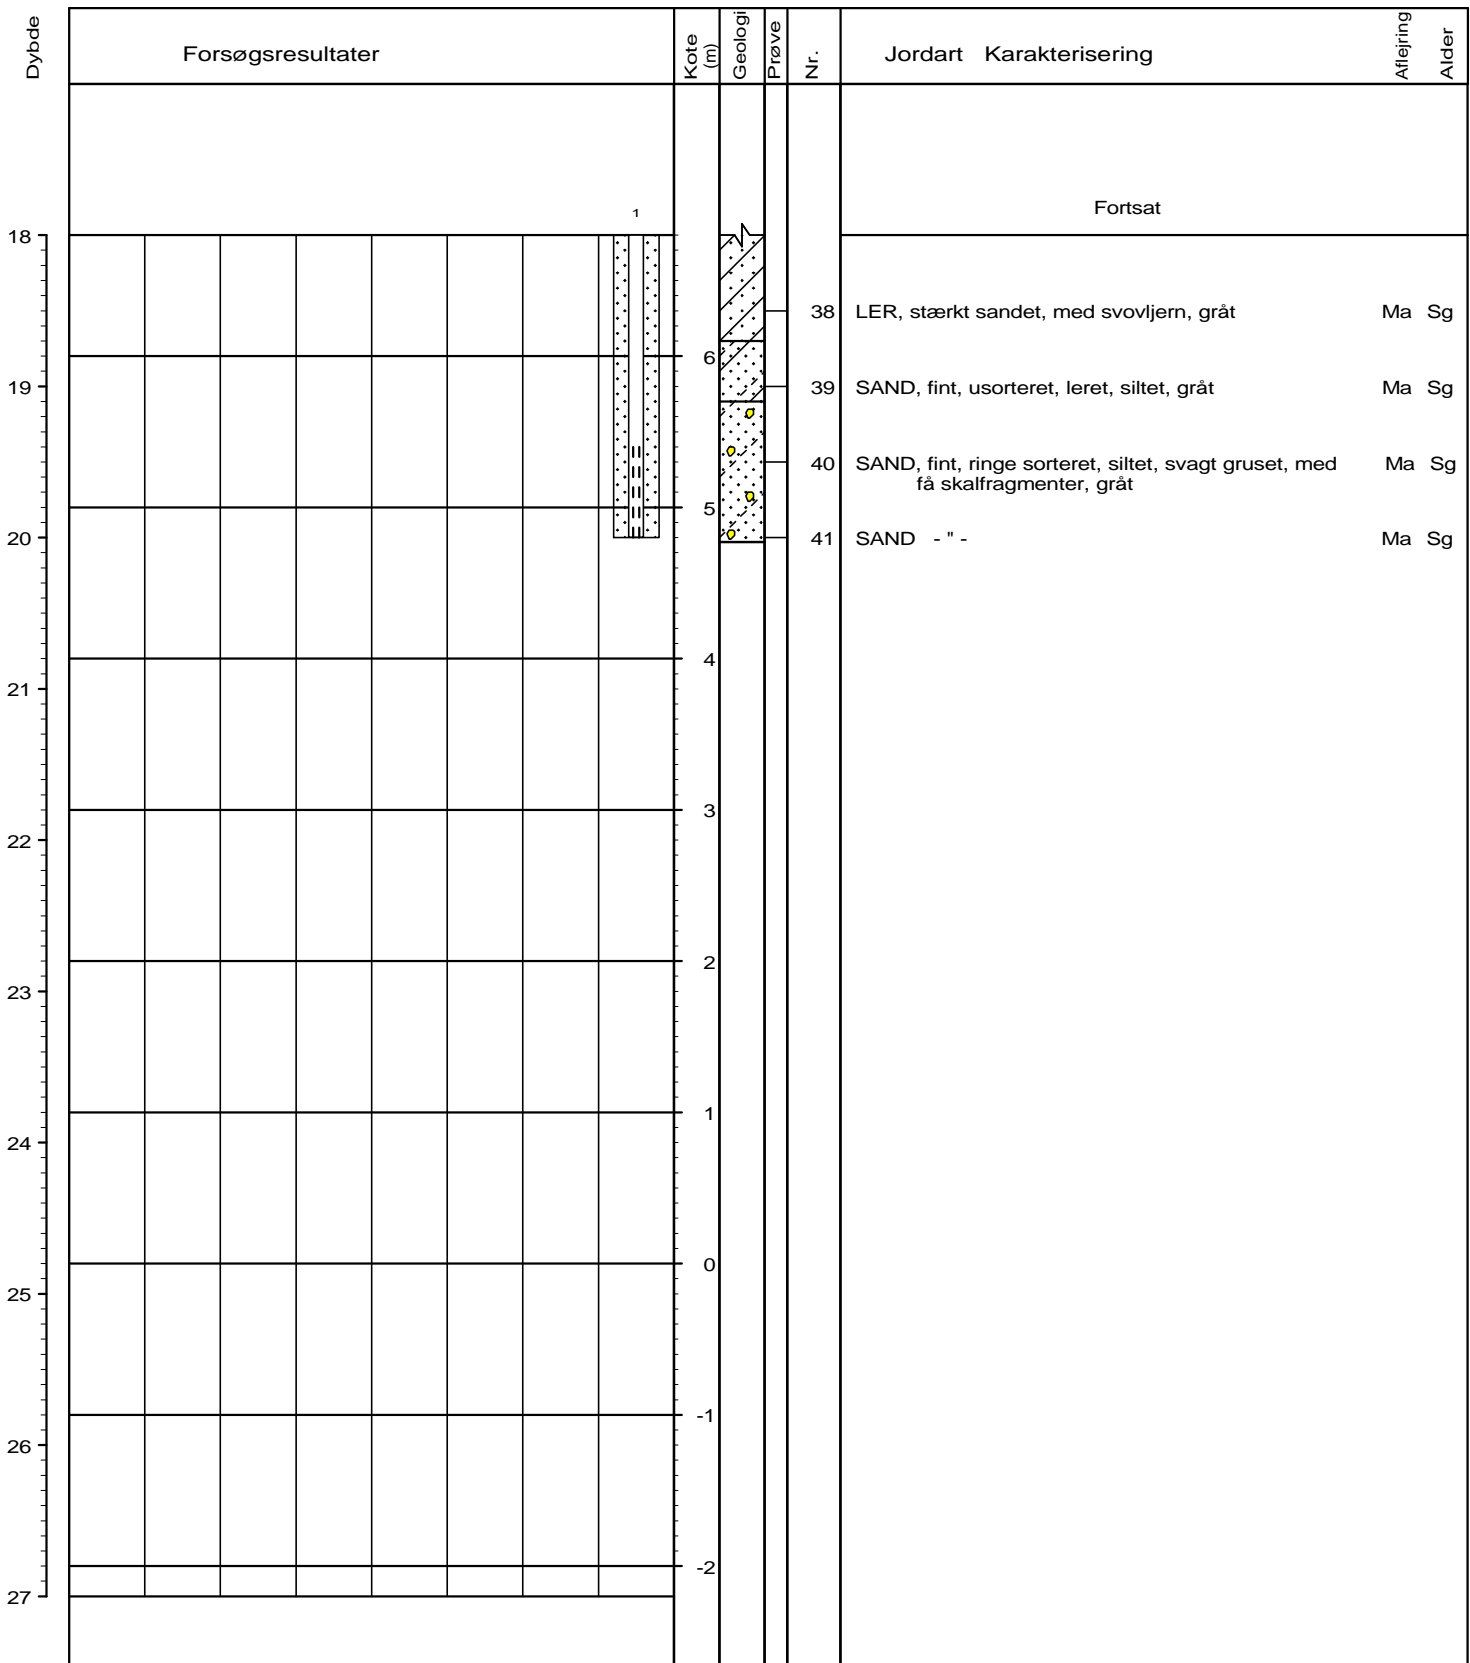 Dybde
Forsøgsresultater
Kote
(m)
Geologi
Prøve
Nr.
Jordart Karakterisering
Aflejring
Alder
Fortsat
1
18
38 LER, stærkt sandet, med svovljern, gråt Ma Sg
6
19
39 SAND, fint, usorteret, leret, siltet, gråt Ma Sg
40 SAND, fint, ringe sorteret, siltet, svagt gruset, med Ma Sg
få skalfragmenter, gråt
5
20
41 SAND - " - Ma Sg
4
21
3
22
2
23
1
24
0
25
-1
26
-2
27